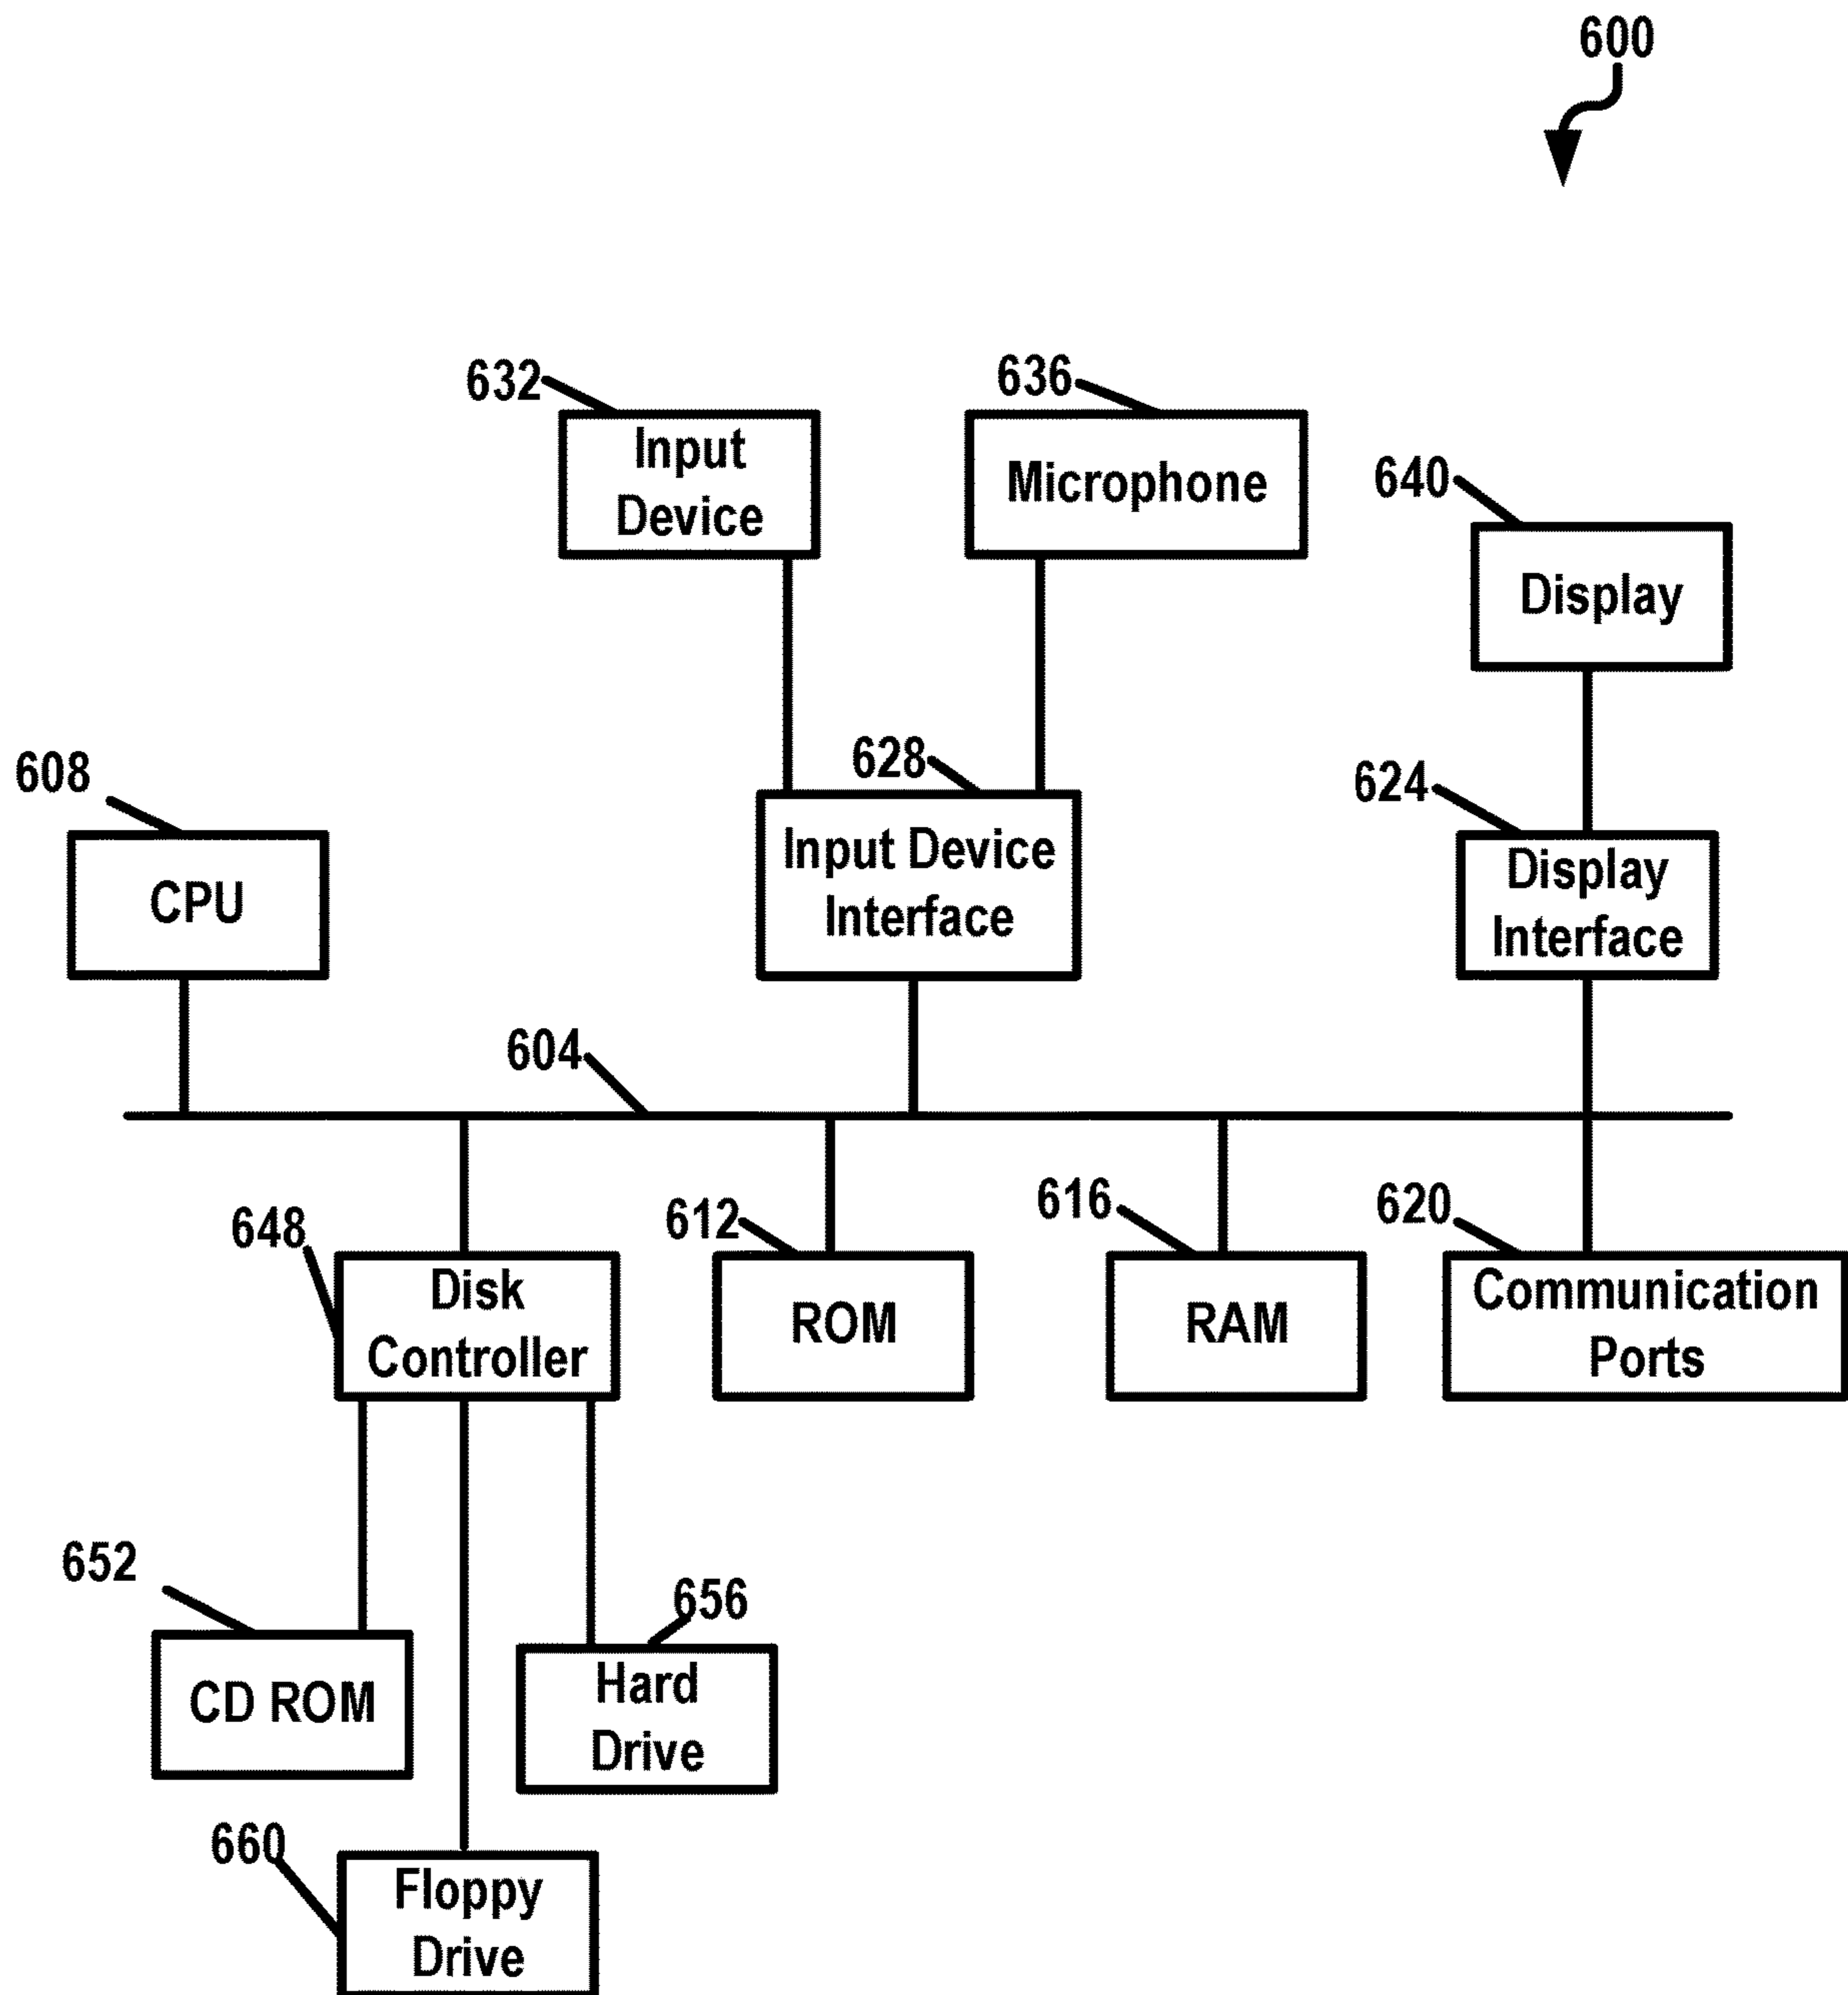 600
632
Input
Device
636
Microphone
640
Display
608
CPU
628
Input Device
Interface
624
Display
Interface
604
648
Disk
Controller
612
ROM
616
RAM
620
Communication
Ports
652
CD ROM
656
Hard
Drive
660
Floppy
Drive